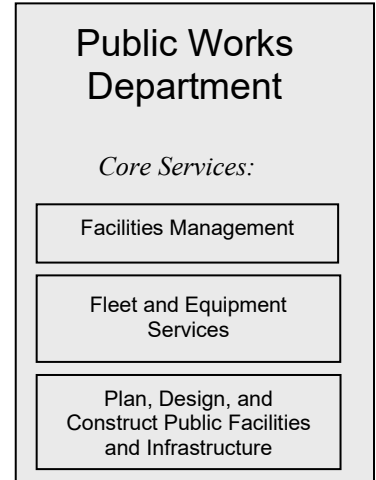 Public Works
Department
Core Services:
Facilities Management
Fleet and Equipment
Services
Plan, Design, and
Construct Public Facilities
and Infrastructure